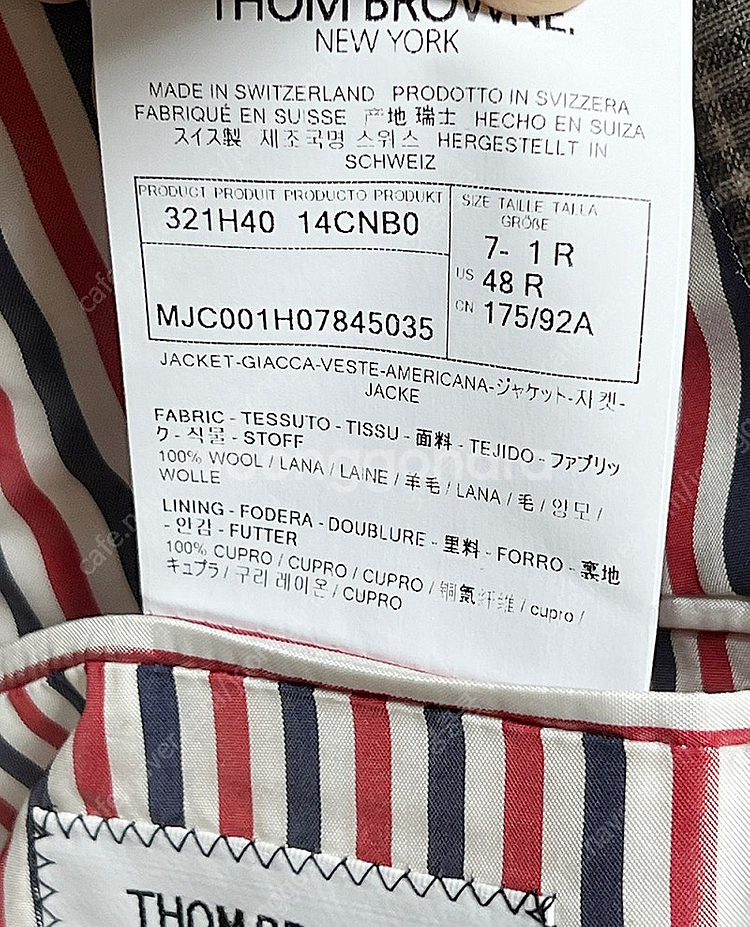 THOM BROWNE.
NEW YORK
MADE IN SWITZERLAND PRODOTTO IN SVIZZERA
FABRIQUÉ EN SUISSE 产地 瑞士 HECHO EN SUIZA
スイス製 제조국명 스위스 HERGESTELLT IN
SCHWEIZ
PRODUCT PRODUIT PRODUCTO PRODUKT
321H40 14CNB0
MJC001H07845035
SIZE TAILLE TALLA
GRÖßE
7- 1 R
US 48 R
CN 175/92A
JACKET-GIACCA-VESTE-AMERICANA-ジャケット-자 켓-
JACKE
FABRIC - TESSUTO - TISSU - 面料 - TEJIDO - ファブリッ
ク - 식물 - STOFF
100% WOOL / LANA / LAINE / 羊毛 / LANA / 毛 / 양모 /
WOLLE
LINING - FODERA - DOUBLURE - 里料 - FORRO - 裏地
- 안감 - FUTTER
100% CUPRO / CUPRO / CUPRO / 铜氨纤维 / cupro /
キュプラ / 구리 레이온 / CUPRO
THOM